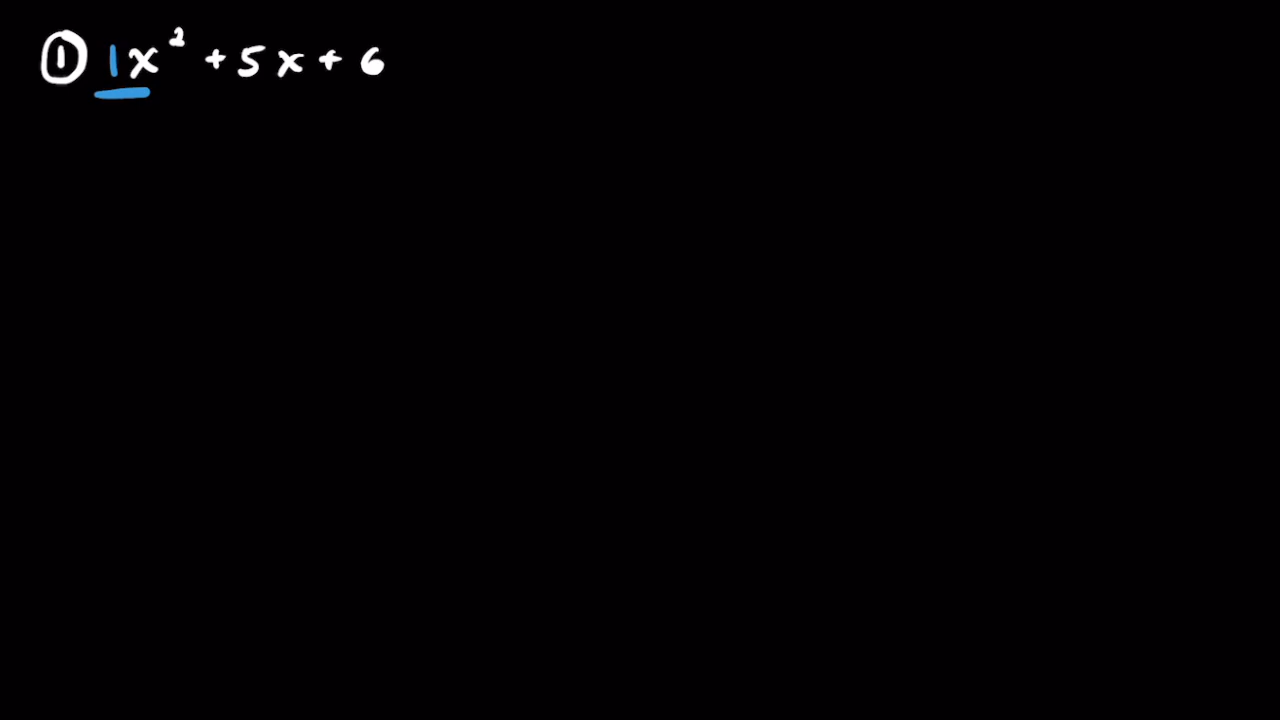 ① 1x² + 5x + 6